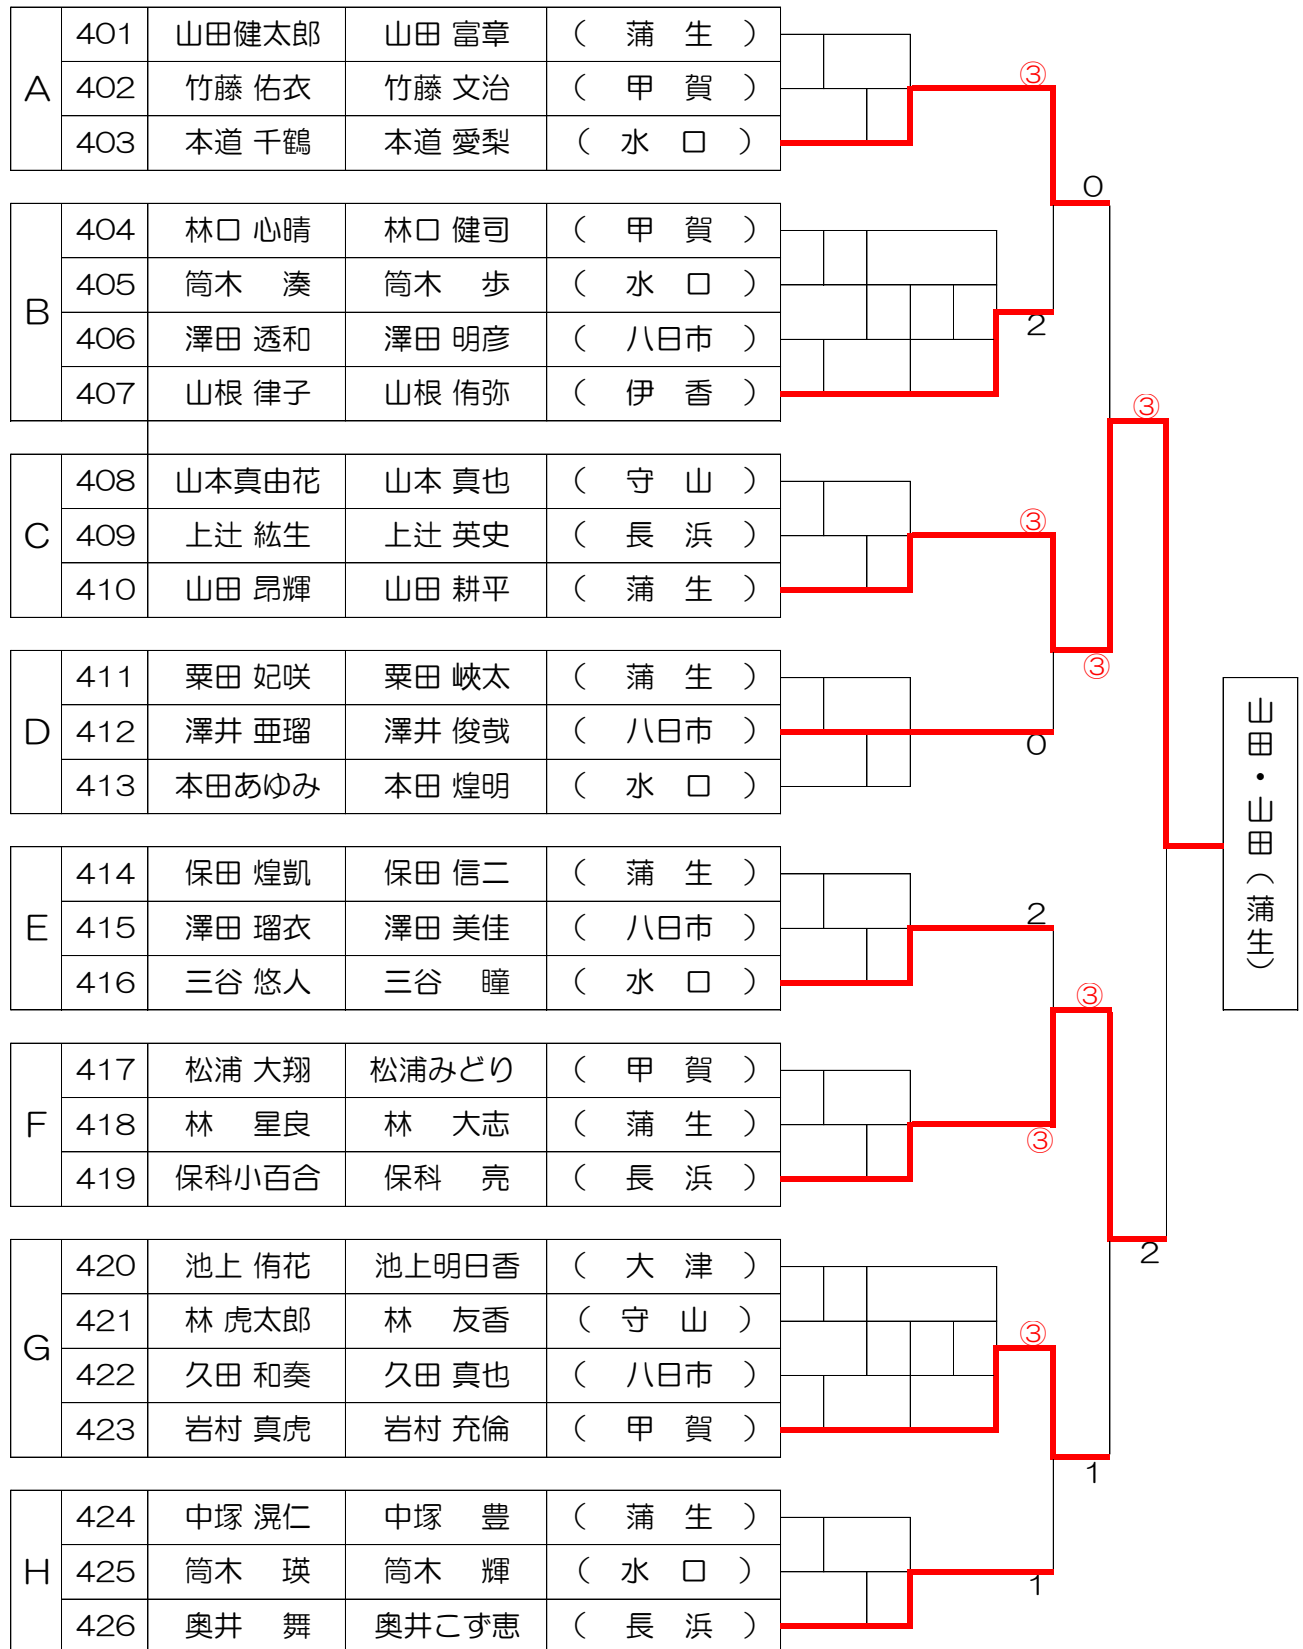 A
401 山田健太郎 山田 富章 （ 蒲 生 ）
402 竹藤 佑衣 竹藤 文治 （ 甲 賀 ）
403 本道 千鶴 本道 愛梨 （ 水 口 ）
③
0
B
404 林口 心晴 林口 健司 （ 甲 賀 ）
405 筒木 湊 筒木 歩 （ 水 口 ）
406 澤田 透和 澤田 明彦 （ 八日市 ）
407 山根 律子 山根 侑弥 （ 伊 香 ）
2
③
C
408 山本真由花 山本 真也 （ 守 山 ）
409 上辻 紘生 上辻 英史 （ 長 浜 ）
410 山田 昂輝 山田 耕平 （ 蒲 生 ）
③
③
D
411 粟田 妃咲 粟田 峻太 （ 蒲 生 ）
412 澤井 亜瑠 澤井 俊哉 （ 八日市 ）
413 本田あゆみ 本田 煌明 （ 水 口 ）
0
山田・山田（蒲生）
E
414 保田 煌凱 保田 信二 （ 蒲 生 ）
415 澤田 瑠衣 澤田 美佳 （ 八日市 ）
416 三谷 悠人 三谷 瞳 （ 水 口 ）
2
③
F
417 松浦 大翔 松浦みどり （ 甲 賀 ）
418 林 星良 林 大志 （ 蒲 生 ）
419 保科小百合 保科 亮 （ 長 浜 ）
③
2
G
420 池上 侑花 池上明日香 （ 大 津 ）
421 林 虎太郎 林 友香 （ 守 山 ）
422 久田 和奏 久田 真也 （ 八日市 ）
423 岩村 真虎 岩村 充倫 （ 甲 賀 ）
③
1
H
424 中塚 滉仁 中塚 豊 （ 蒲 生 ）
425 筒木 瑛 筒木 輝 （ 水 口 ）
426 奥井 舞 奥井こず恵 （ 長 浜 ）
1